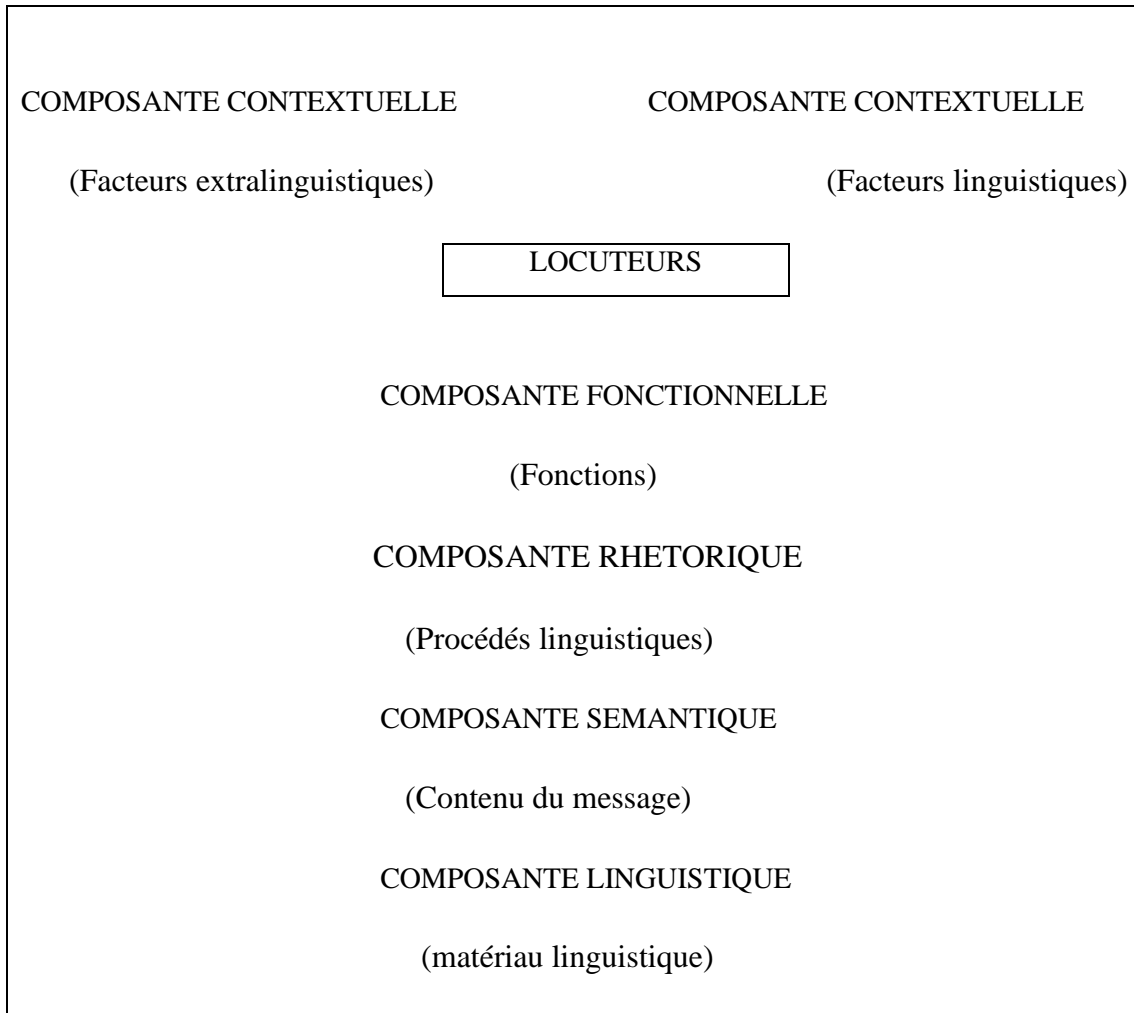 COMPOSANTE CONTEXTUELLE COMPOSANTE CONTEXTUELLE
(Facteurs extralinguistiques) (Facteurs linguistiques)
LOCUTEURS
COMPOSANTE FONCTIONNELLE
(Fonctions)
COMPOSANTE RHETORIQUE
(Procédés linguistiques)
COMPOSANTE SEMANTIQUE
(Contenu du message)
COMPOSANTE LINGUISTIQUE
(matériau linguistique)